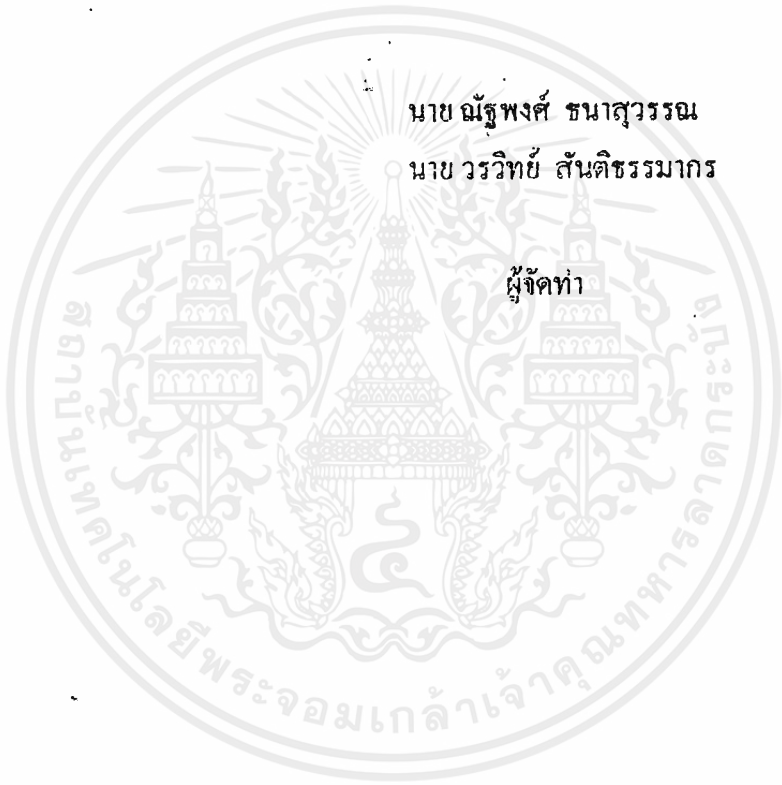 นาย ณัฐพงศ์ ธนาสุวรรณ
นาย วรวิทย์ สันติธรรมากร
ผู้จัดทำ
สถาบันเทคโนโลยีพระจอมเกล้าเจ้าคุณทหารลาดกระบัง